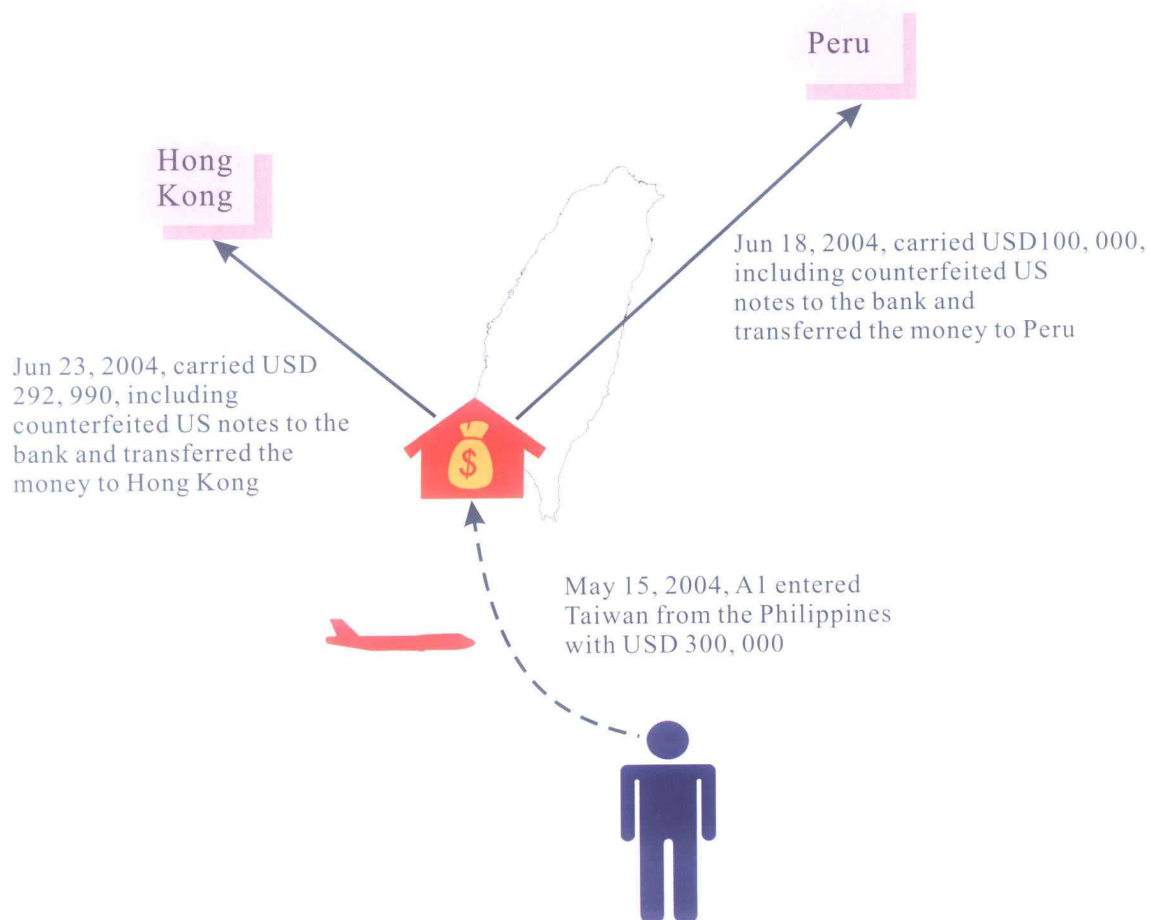 Peru
Hong
Kong
Jun 18, 2004, carried USD100, 000,
including counterfeited US
notes to the bank and
transferred the money to Peru
Jun 23, 2004, carried USD
292, 990, including
counterfeited US notes to the
bank and transferred the
money to Hong Kong
$
May 15, 2004, A1 entered
Taiwan from the Philippines
with USD 300, 000